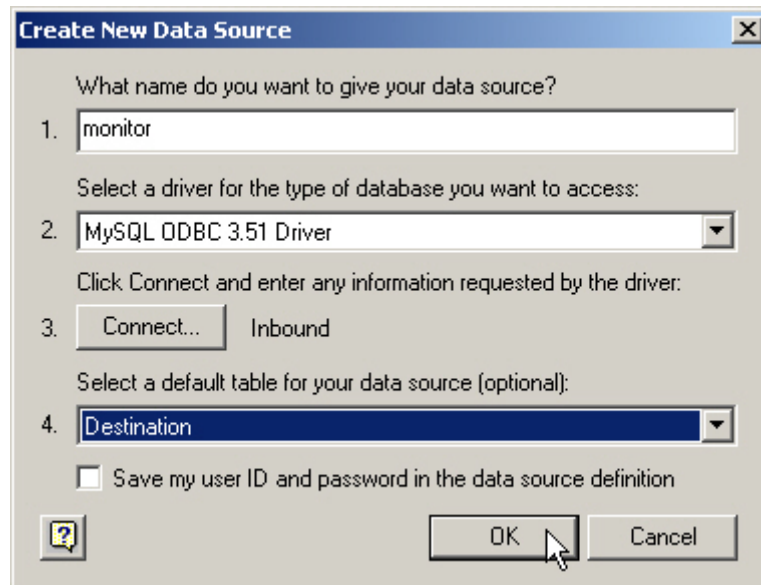 Create New Data Source
What name do you want to give your data source?
1. monitor
Select a driver for the type of database you want to access:
2. MySQL ODBC 3.51 Driver
Click Connect and enter any information requested by the driver:
3. Connect... Inbound
Select a default table for your data source (optional):
4. Destination
Save my user ID and password in the data source definition
OK Cancel